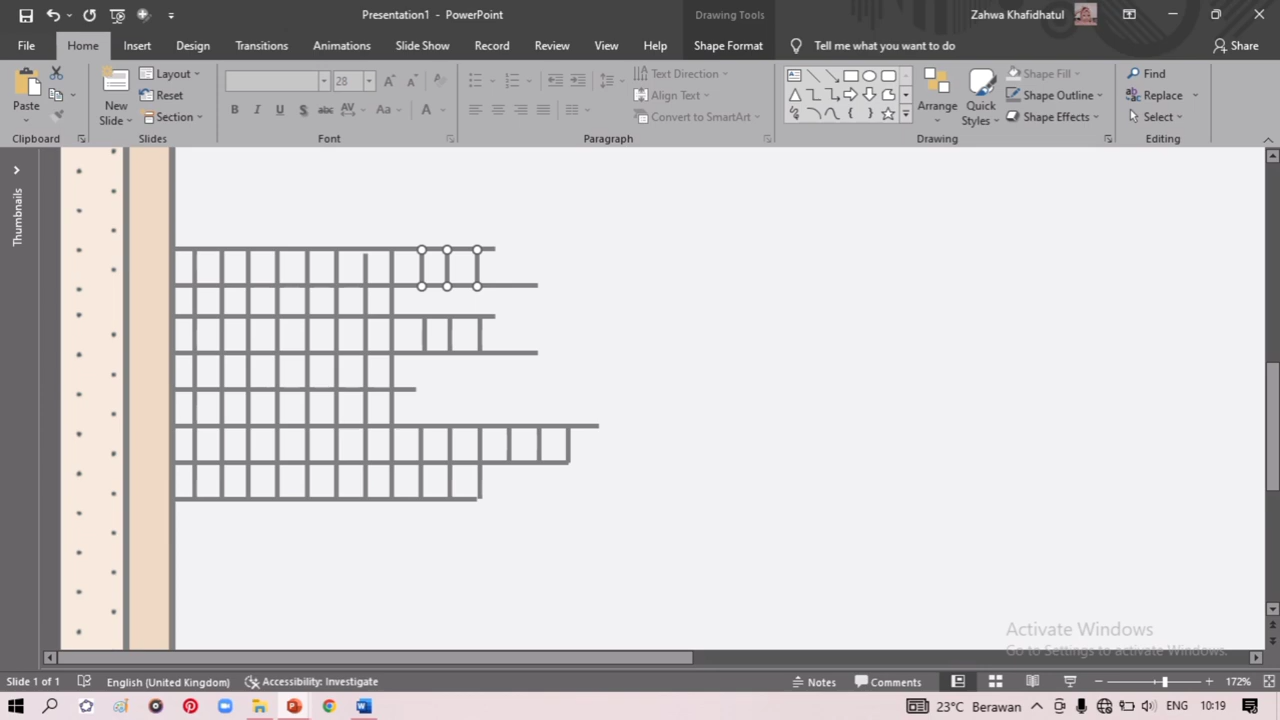 Presentation1 - PowerPoint
Drawing Tools
Zahwa Khafidhatul
File Home Insert Design Transitions Animations Slide Show Record Review View Help Shape Format Tell me what you want to do Share
Paste
New
Slide
Layout
Reset
Section
28
B I U S abc AV Aa A
Text Direction
Align Text
Convert to SmartArt
Arrange
Quick
Styles
Shape Fill
Shape Outline
Shape Effects
Find
Replace
Select
Clipboard Slides Font Paragraph Drawing Editing
Thumbnails
Activate Windows
Go to Settings to activate Windows.
Slide 1 of 1 English (United Kingdom) Accessibility: Investigate Notes Comments 172%
23°C Berawan ENG 10:19